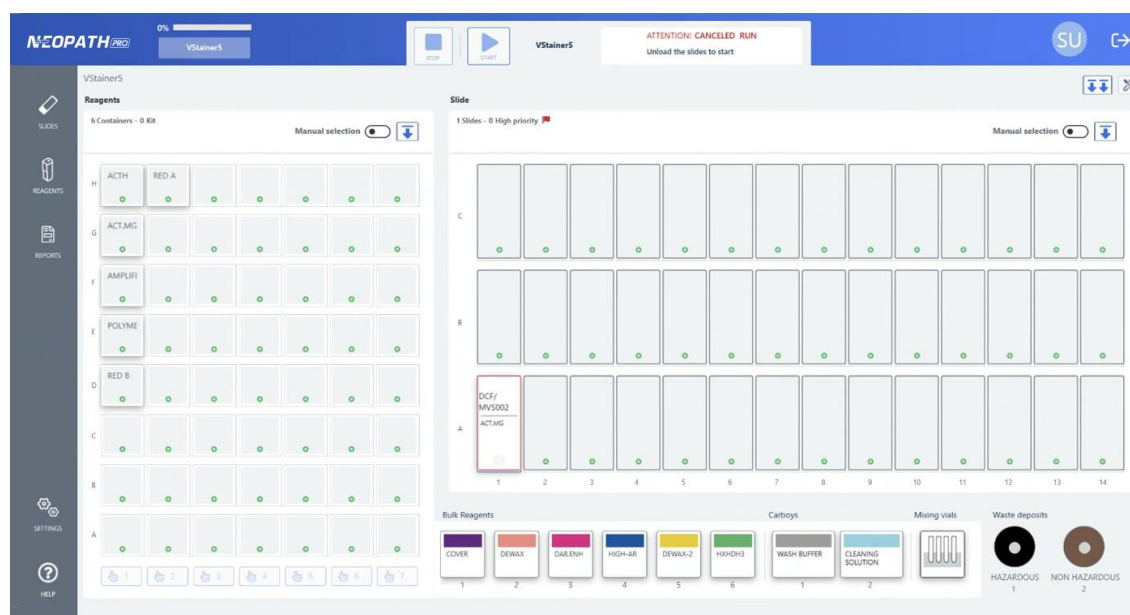 NEOPATH PRO
0%
VStainer5
STOP
START
VStainer5
ATTENTION! CANCELED RUN
Unload the slides to start
SU
SLIDES
REAGENTS
REPORTS
SETTINGS
HELP
VStainer5
Reagents
6 Containers - 0 Kit
Manual selection
H
ACTH
RED A
G
ACT.MG
F
AMPLIFI
E
POLYME
D
RED B
C
B
A
1
2
3
4
5
6
7
Slide
1 Slides - 0 High priority
Manual selection
C
B
A
DCF/
MVS002
ACT.MG
1
2
3
4
5
6
7
8
9
10
11
12
13
14
Bulk Reagents
COVER
DEWAX
DAB.ENH
HIGH-AR
DEWAX-2
HXHDH3
1
2
3
4
5
6
Carboys
WASH BUFFER
CLEANING
SOLUTION
1
2
Mixing vials
Waste deposits
HAZARDOUS
1
NON HAZARDOUS
2